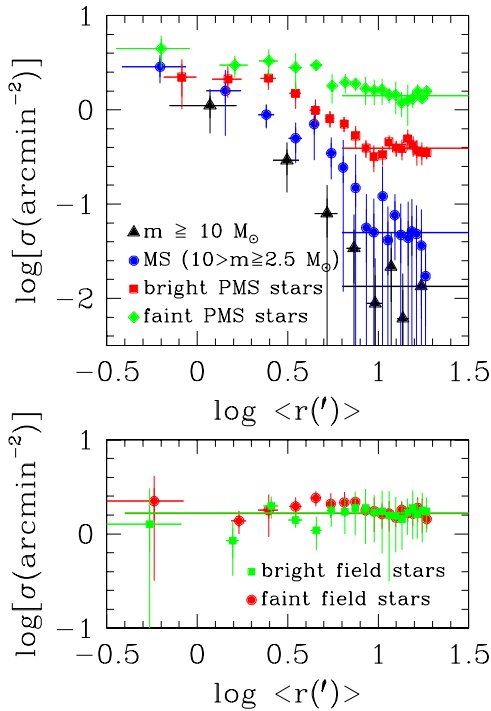 log[σ(arcmin⁻²)]
1
0
−1
−2
▲ m ≧ 10 M⊙
● MS (10>m≧2.5 M⊙)
■ bright PMS stars
◆ faint PMS stars
−0.5 0 0.5 1 1.5
log <r(′)>
log[σ(arcmin⁻²)]
1
0
−1
■ bright field stars
● faint field stars
−0.5 0 0.5 1 1.5
log <r(′)>